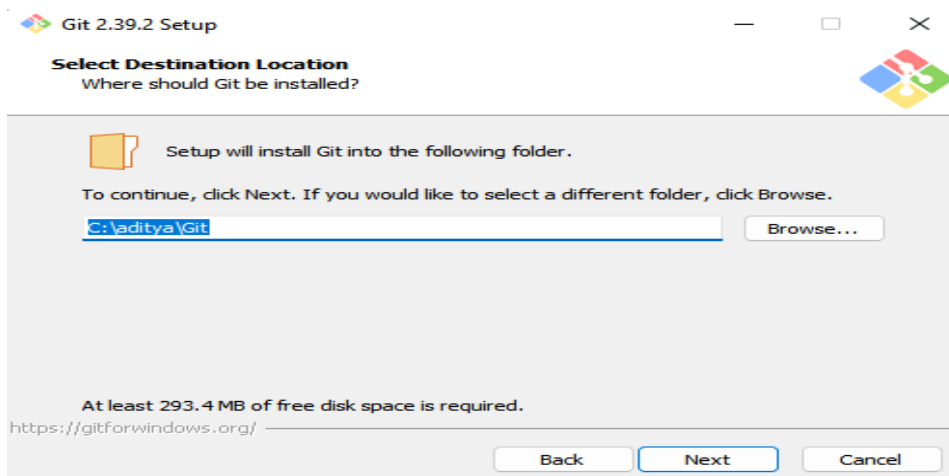 Git 2.39.2 Setup
Select Destination Location
Where should Git be installed?
Setup will install Git into the following folder.
To continue, click Next. If you would like to select a different folder, click Browse.
C:\aditya\Git
Browse...
At least 293.4 MB of free disk space is required.
https://gitforwindows.org/
Back
Next
Cancel